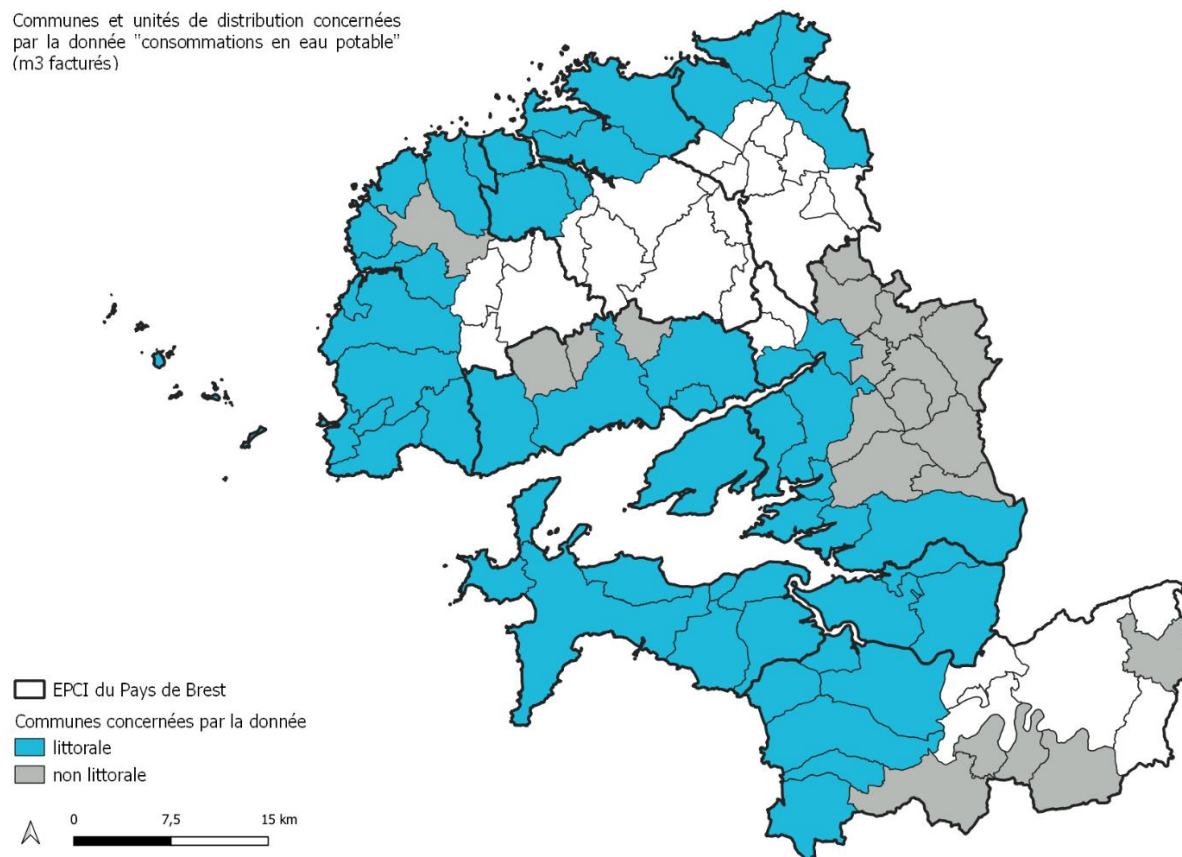 Communes et unités de distribution concernées
par la donnée "consommations en eau potable"
(m3 facturés)
EPCI du Pays de Brest
Communes concernées par la donnée
littorale
non littorale
0 7,5 15 km